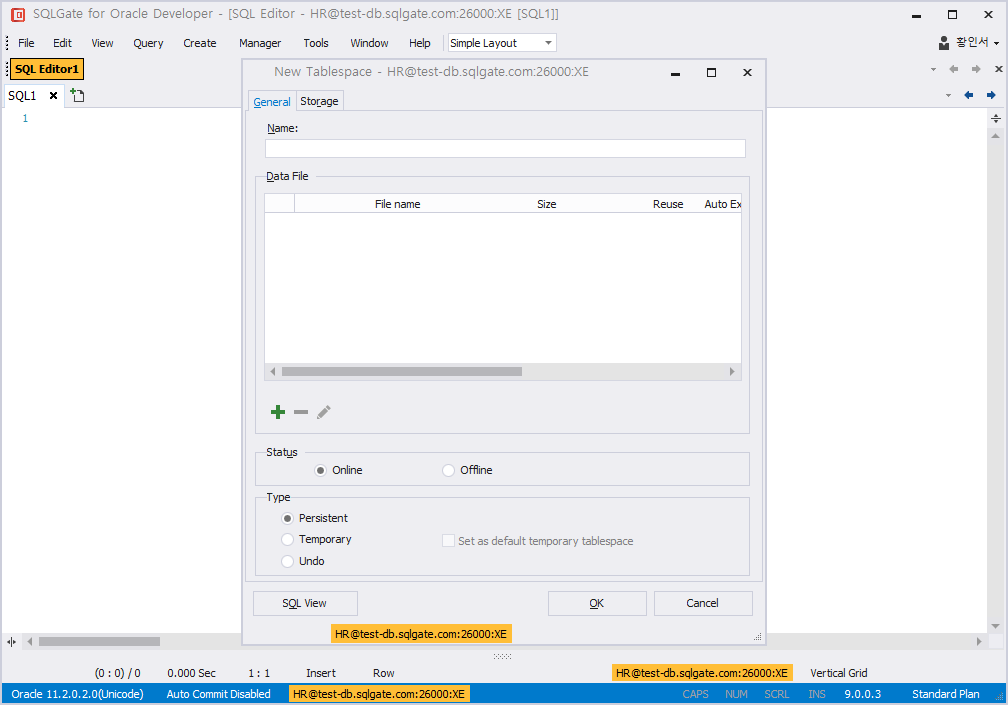 SQLGate for Oracle Developer - [SQL Editor - HR@test-db.sqlgate.com:26000:XE [SQL1]]
File Edit View Query Create Manager Tools Window Help Simple Layout 황인서
SQL Editor1
SQL1
1
New Tablespace - HR@test-db.sqlgate.com:26000:XE
General Storage
Name:
Data File
File name Size Reuse Auto Ex
Status
Online Offline
Type
Persistent
Temporary Set as default temporary tablespace
Undo
SQL View OK Cancel
HR@test-db.sqlgate.com:26000:XE
(0 : 0) / 0 0.000 Sec 1 : 1 Insert Row HR@test-db.sqlgate.com:26000:XE Vertical Grid
Oracle 11.2.0.2.0(Unicode) Auto Commit Disabled HR@test-db.sqlgate.com:26000:XE CAPS NUM SCRL INS 9.0.0.3 Standard Plan